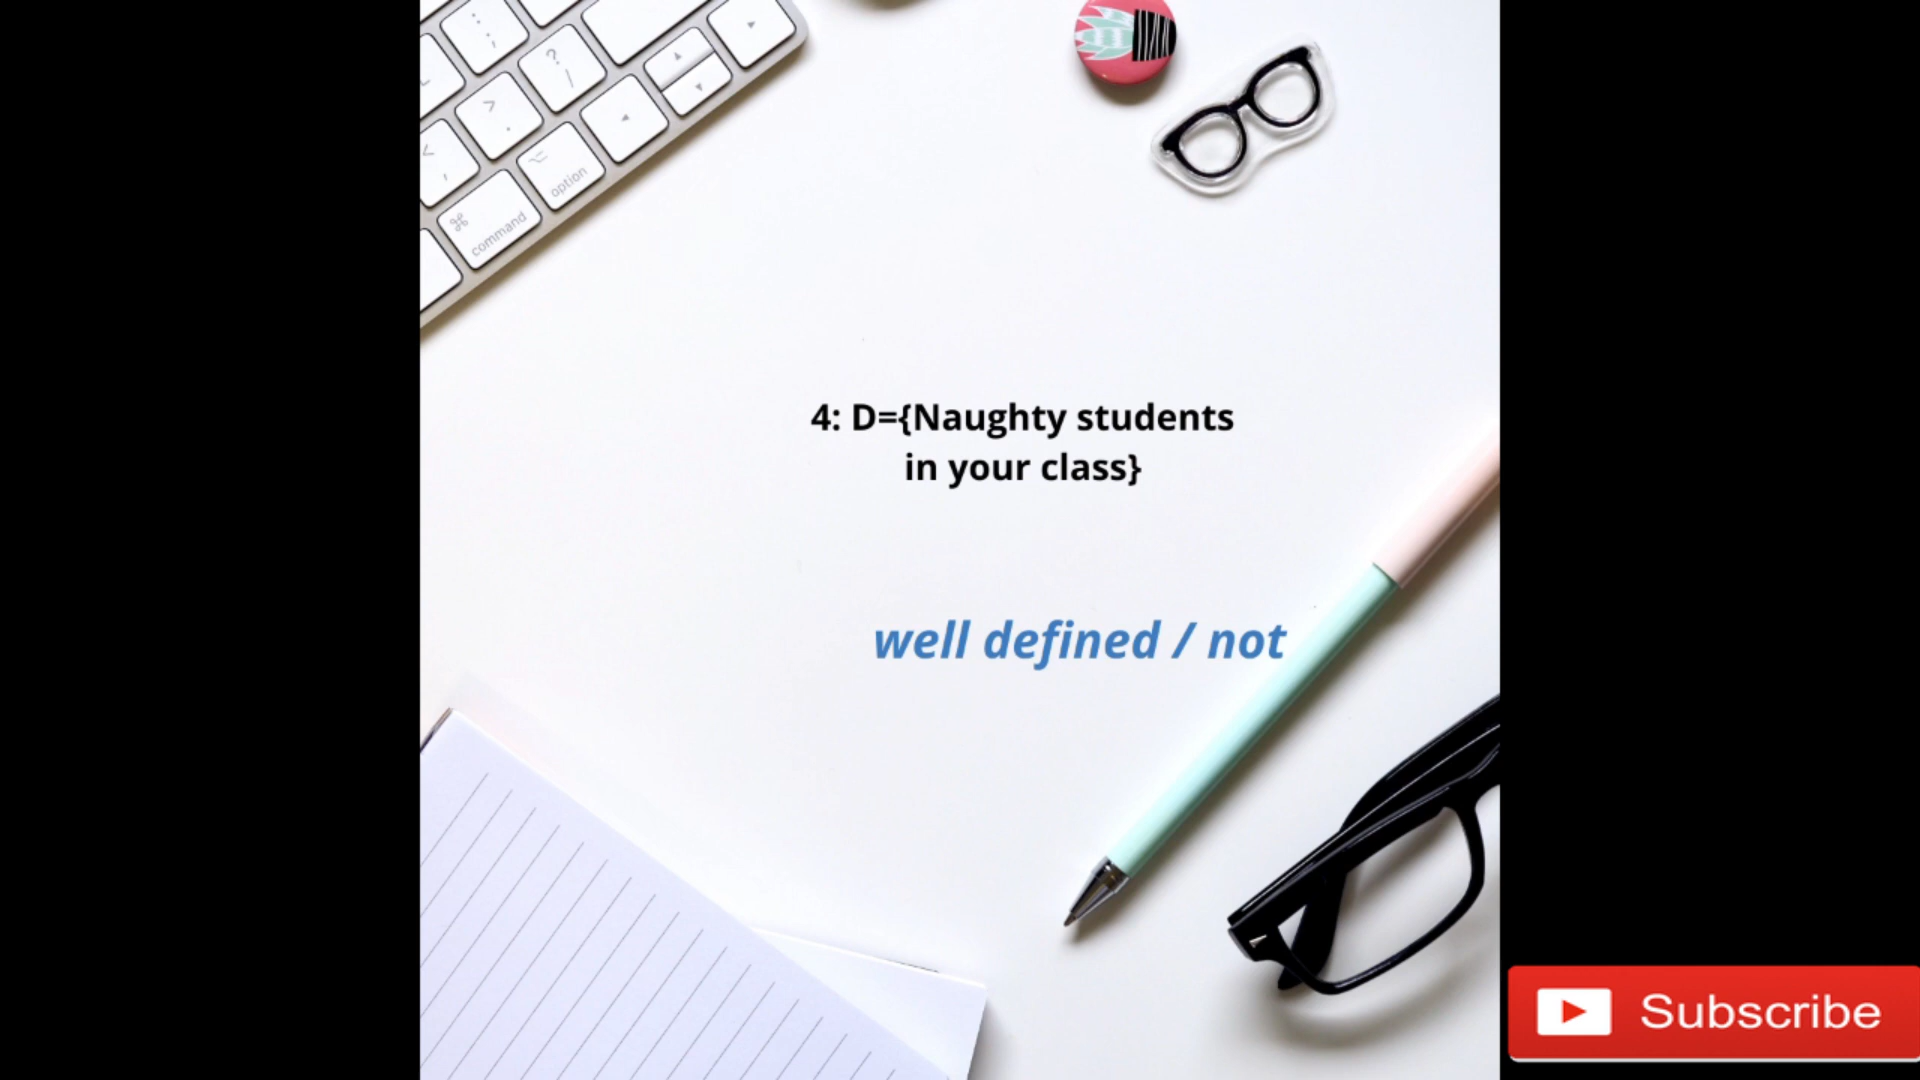 option
command
4: D={Naughty students
in your class}
well defined / not
Subscribe